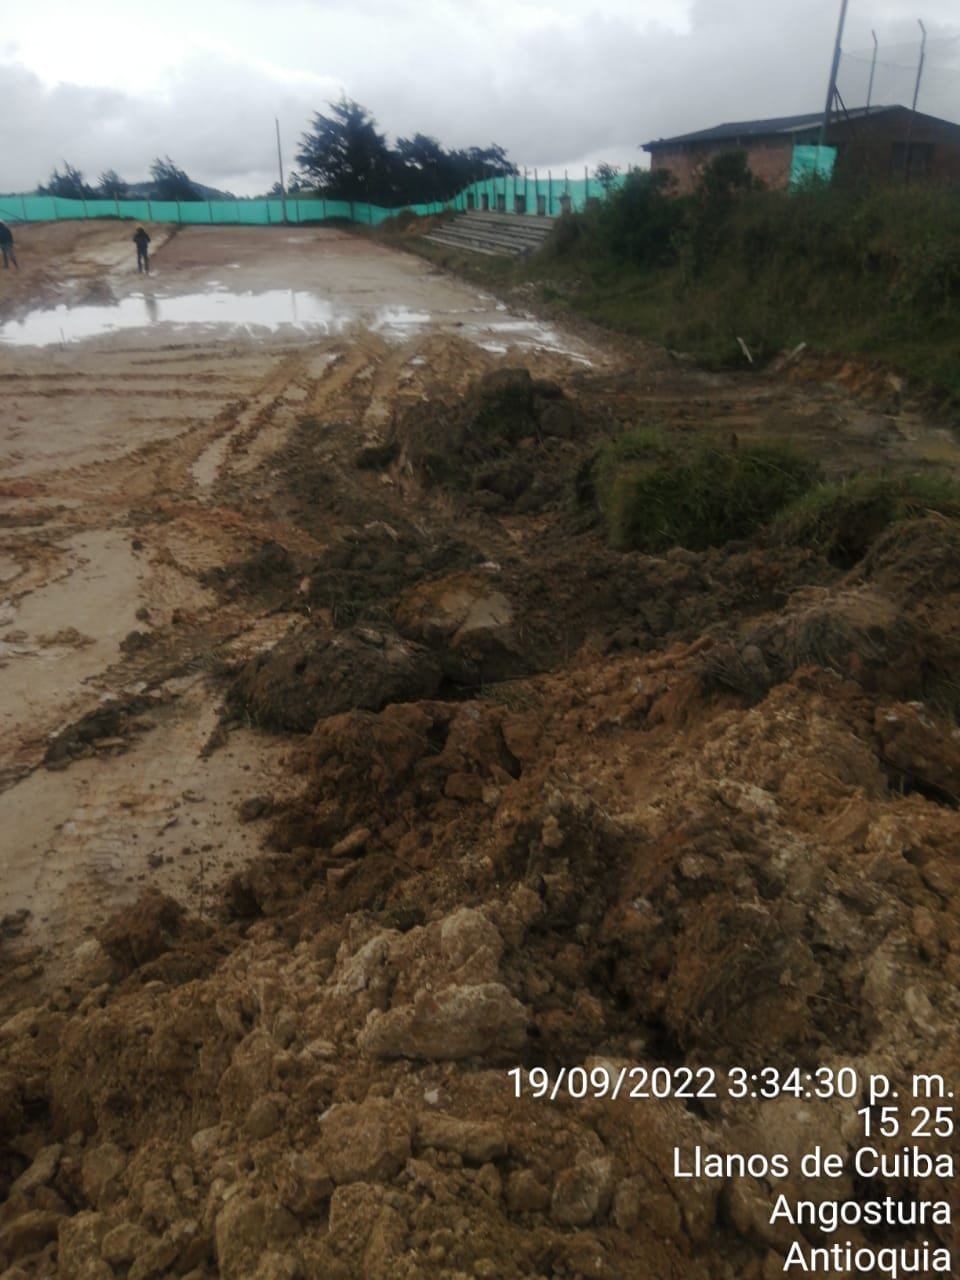 19/09/2022 3:34:30 p. m.
15 25
Llanos de Cuiba
Angostura
Antioquia